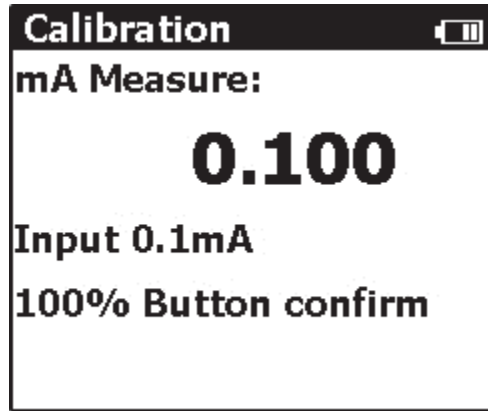 Calibration
mA Measure:
0.100
Input 0.1mA
100% Button confirm